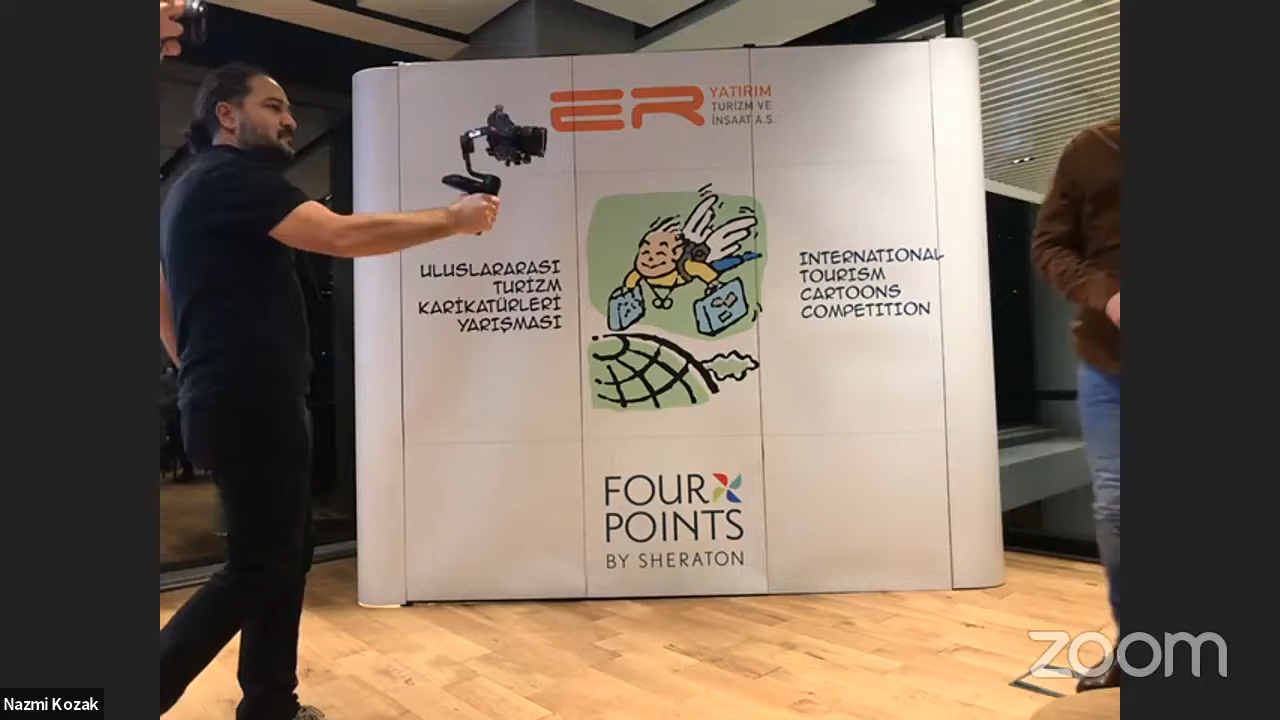 ER
YATIRIM
TURİZM VE
İNŞAAT A.Ş.
ULUSLARARASI
TURİZM
KARİKATÜRLERİ
YARIŞMASI
INTERNATIONAL
TOURISM
CARTOONS
COMPETITION
FOUR
POINTS
BY SHERATON
zoom
Nazmi Kozak